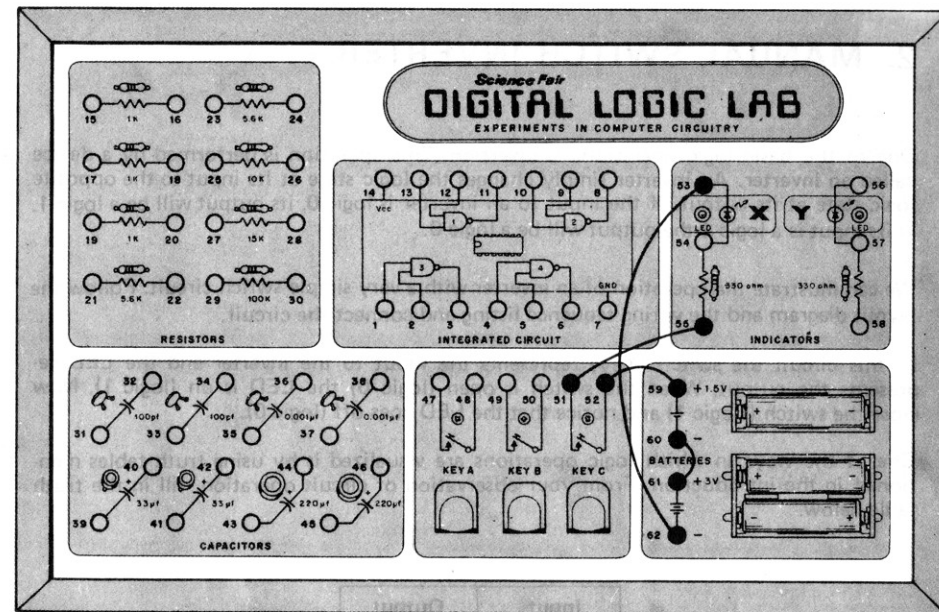 Science Fair
DIGITAL LOGIC LAB
EXPERIMENTS IN COMPUTER CIRCUITRY
15 1K 16 23 5.6K 24
17 1K 18 25 10K 26
19 1K 20 27 15K 28
21 5.6K 22 29 100K 30
RESISTORS
14 13 12 11 10 9 8
Vcc
1 2
3 4
GND
1 2 3 4 5 6 7
INTEGRATED CIRCUIT
53 56
X Y
LED LED
54 57
330 ohm 330 ohm
55 58
INDICATORS
32 34 36 38
100pf 100pf 0.001µf 0.001µf
31 33 35 37
40 42 44 46
33µf 33µf 220µf 220µf
39 41 43 45
CAPACITORS
47 48 49 50 51 52
KEY A KEY B KEY C
59 + 1.5V
60 -
BATTERIES
61 + 3V
62 -